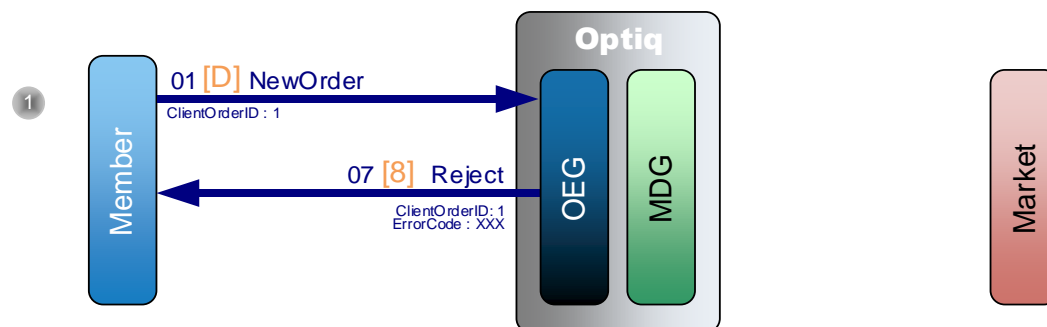 Optiq
1
01 [D] NewOrder
ClientOrderID : 1
Member
07 [8] Reject
ClientOrderID: 1
ErrorCode : XXX
OEG
MDG
Market